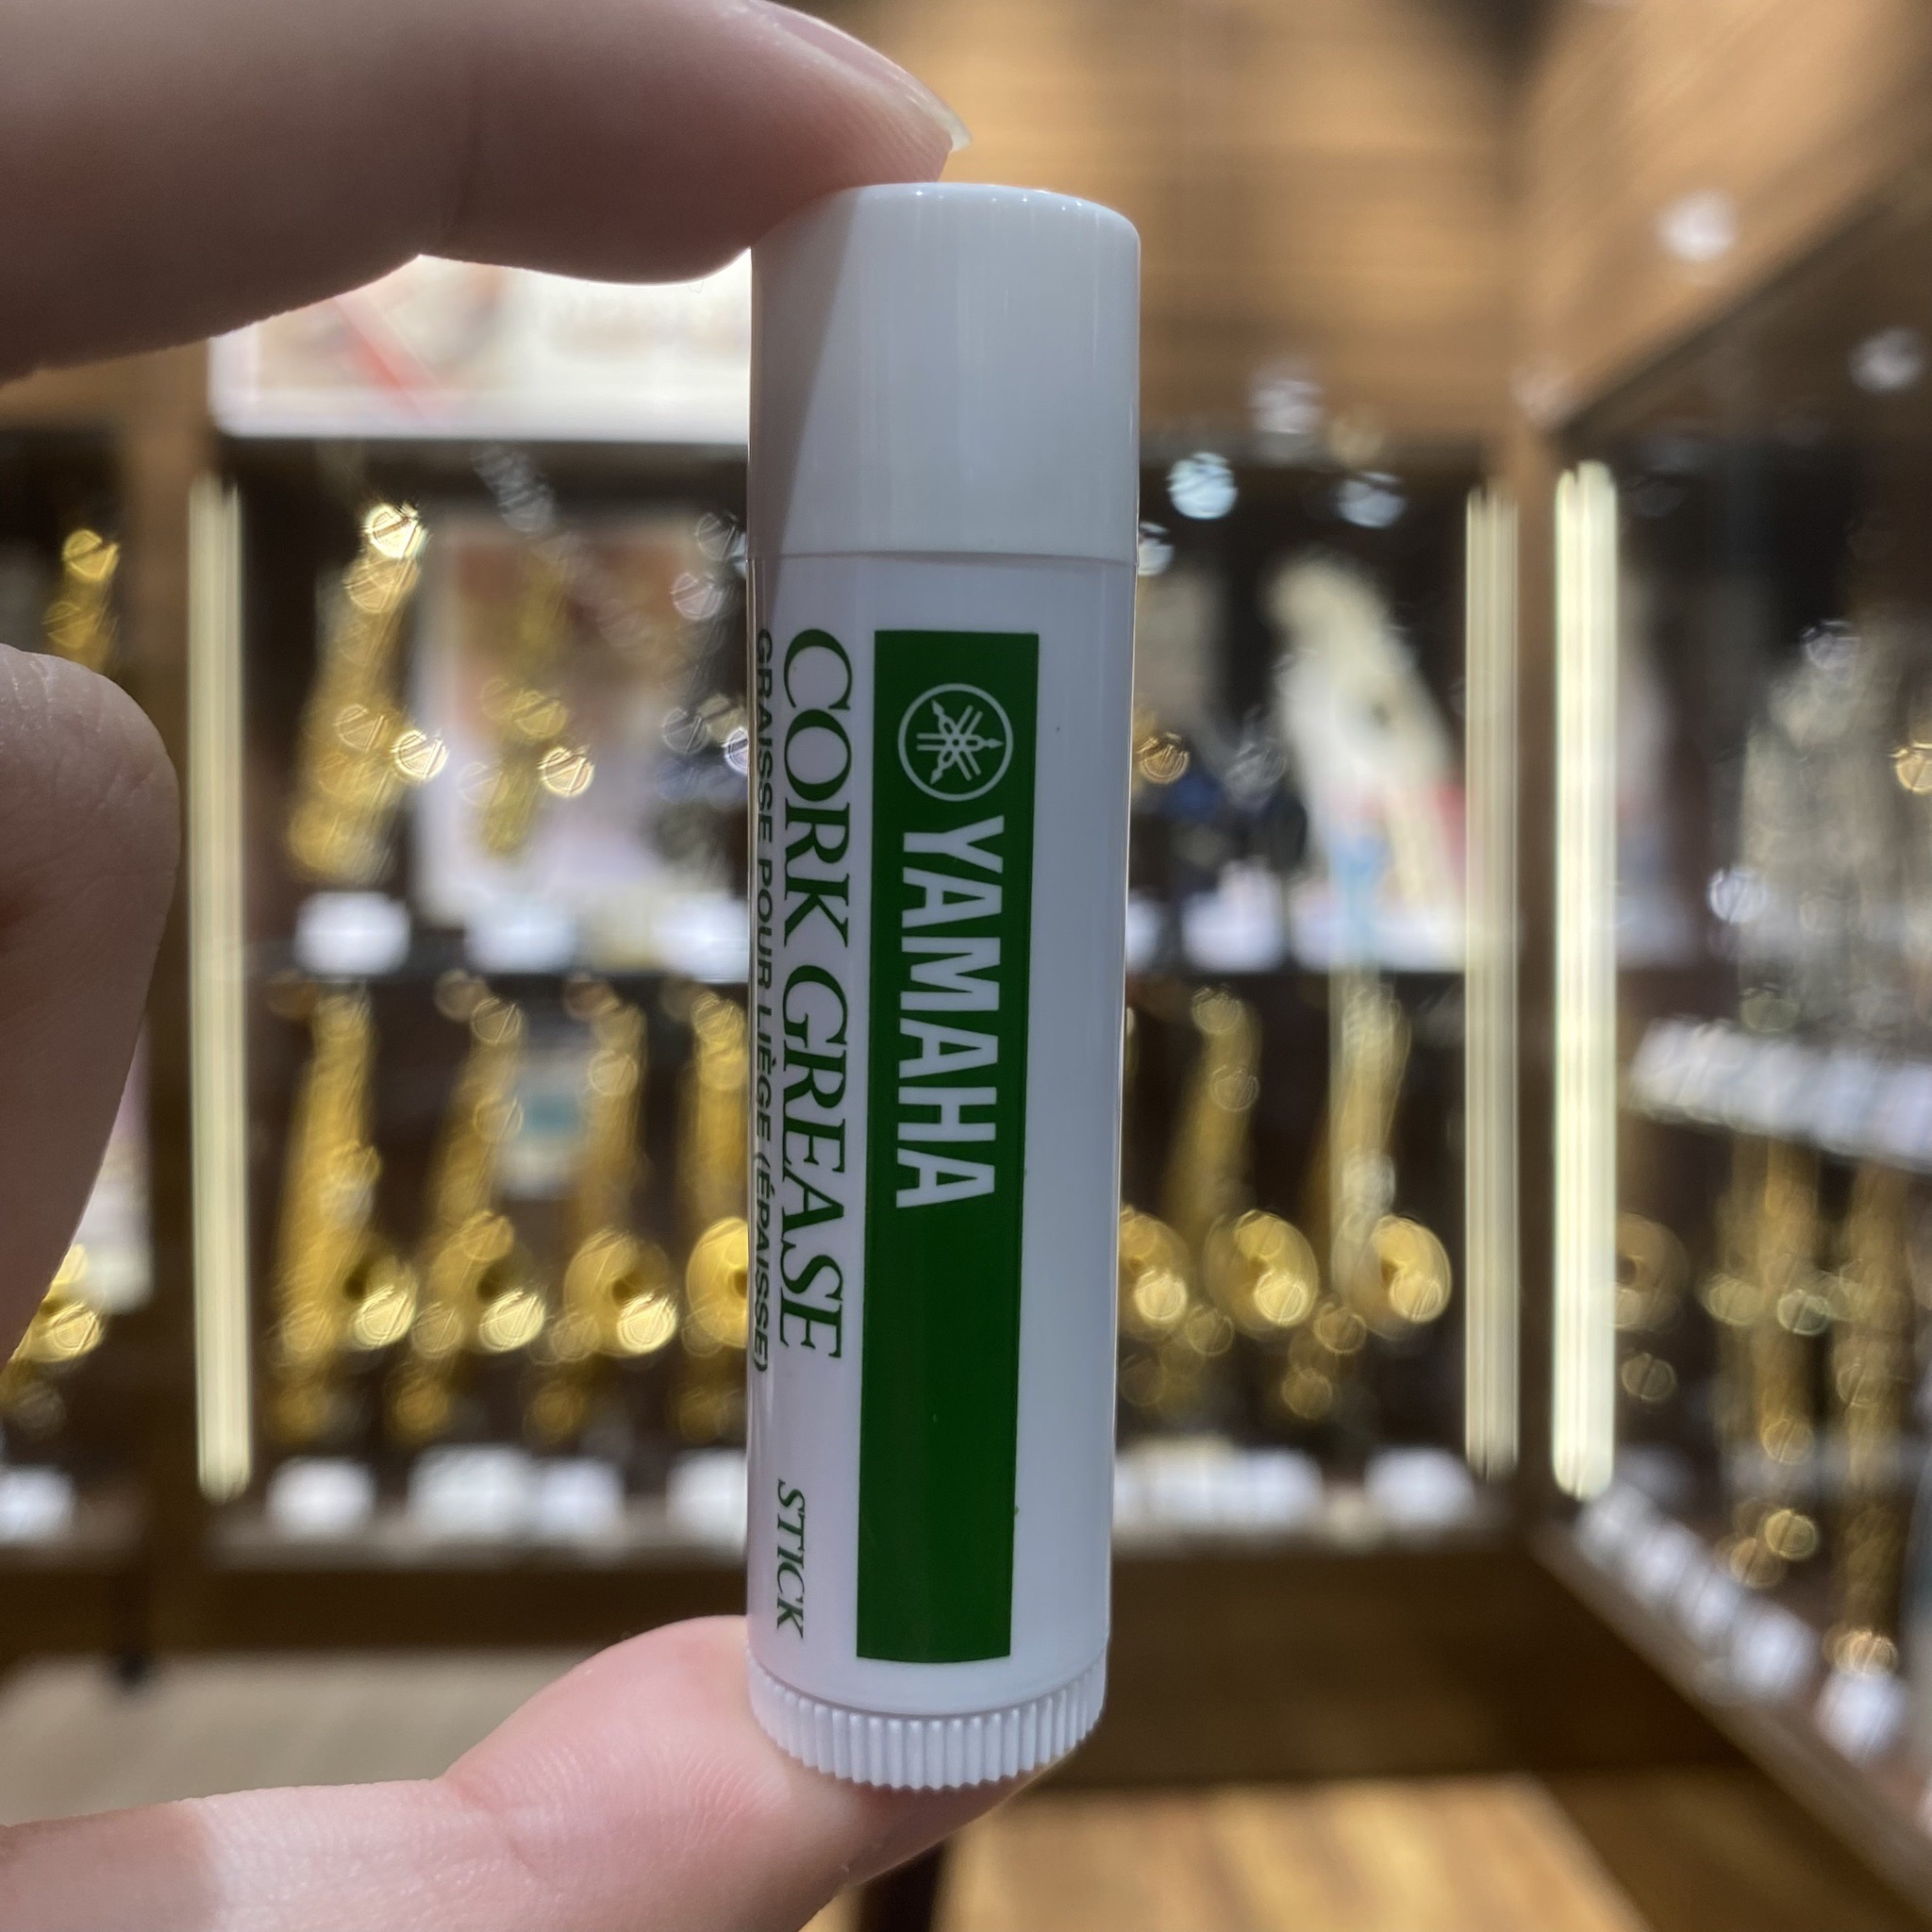 YAMAHA
CORK GREASE STICK
GRAISSE POUR LIÈGE (ÉPAISSE)